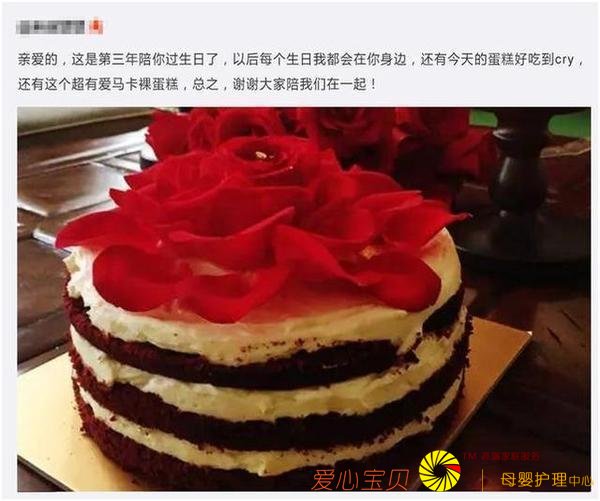 亲爱的，这是第三年陪你过生日了，以后每个生日我都会在你身边，还有今天的蛋糕好吃到cry，
还有这个超有爱马卡裸蛋糕，总之，谢谢大家陪我们在一起！
爱心宝贝
母婴护理中心